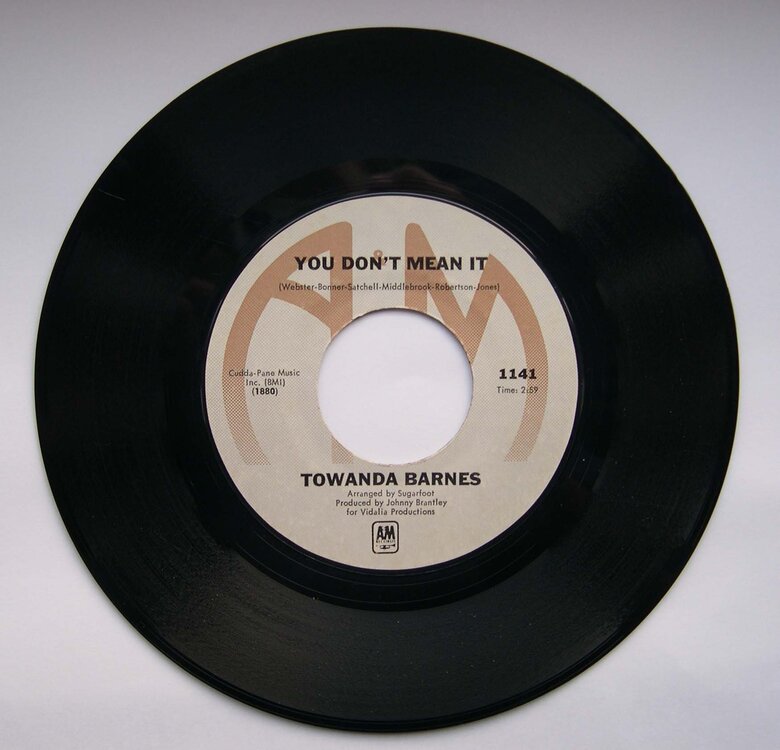 A&M
YOU DON'T MEAN IT
(Webster-Bonner-Satchell-Middlebrook-Robertson-Jones)
Cudda-Pane Music
Inc. (BMI)
(1880)
1141
Time: 2:59
TOWANDA BARNES
Arranged by Sugarfoot
Produced by Johnny Brantley
for Vidalia Productions
A&M
RECORDS